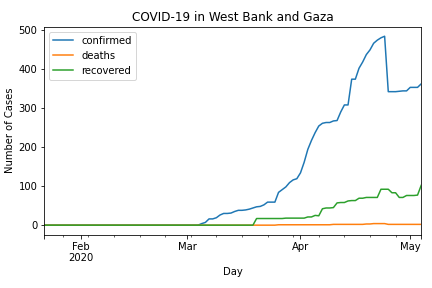 COVID-19 in West Bank and Gaza
confirmed
deaths
recovered
500
400
300
200
100
0
Number of Cases
Feb
2020
Mar
Apr
May
Day